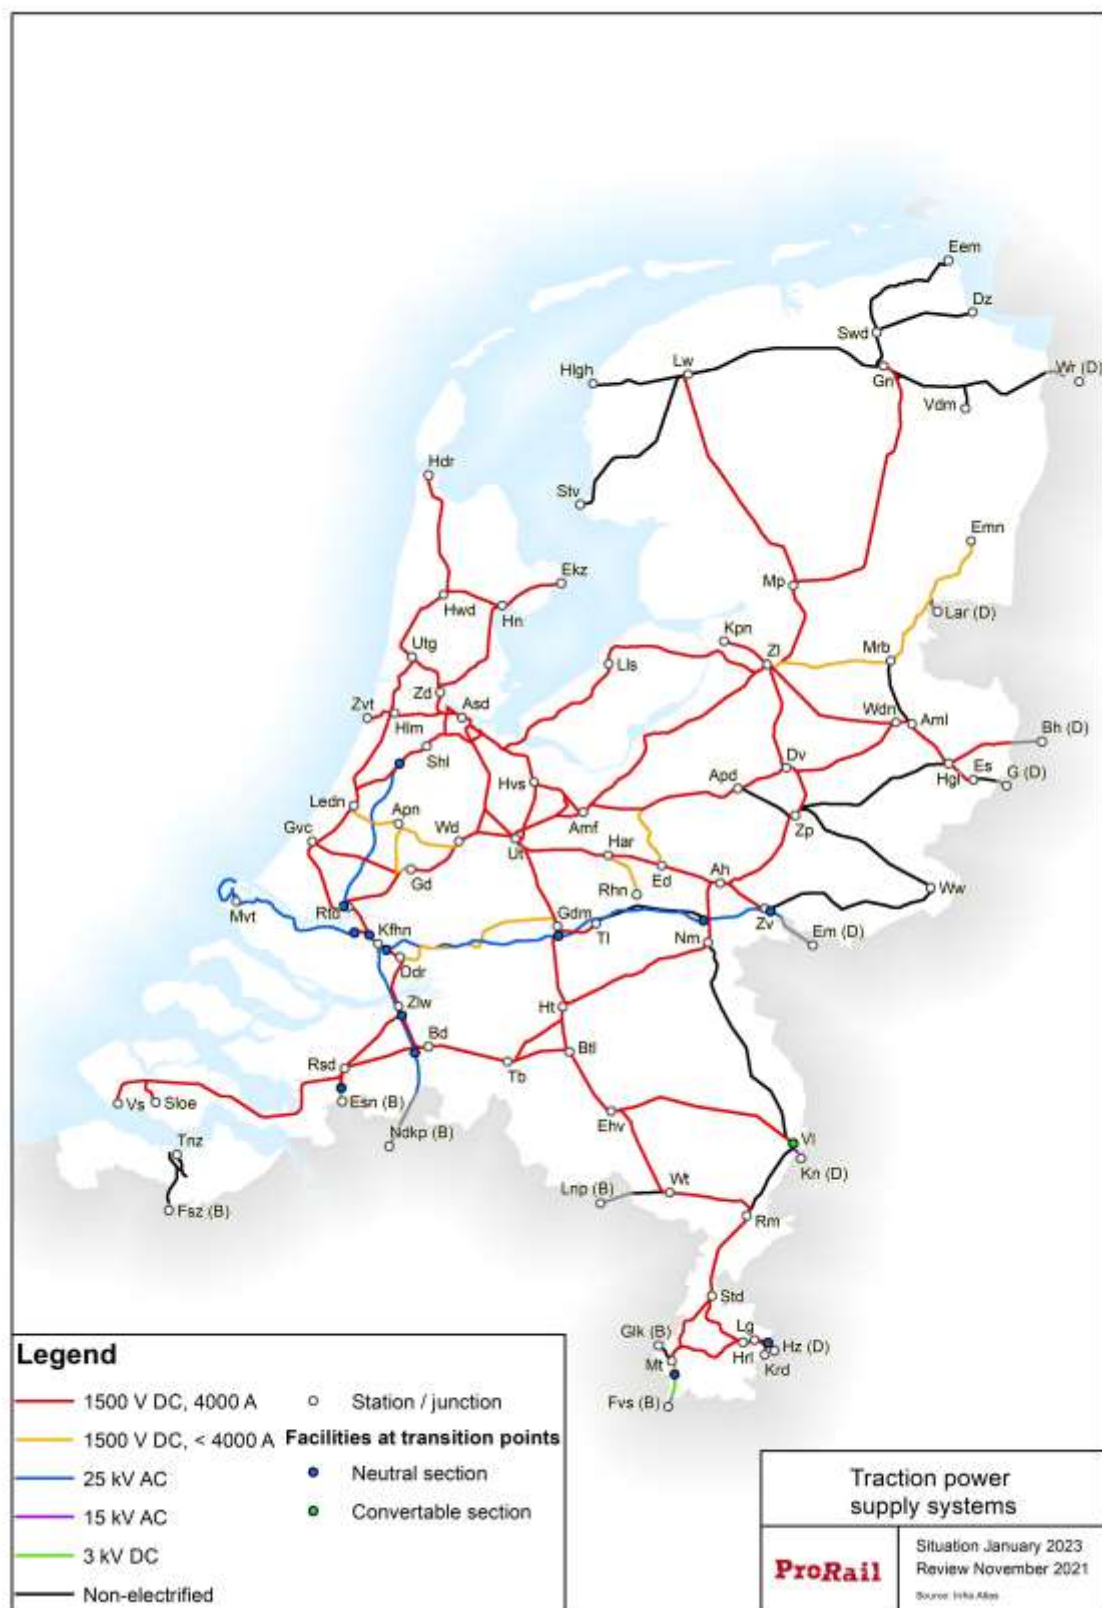 Eem
Dz
Swd
Hlgh
Lw
Gn
Wr (D)
Vdm
Hdr
Stv
Emn
Ekz
Mp
Hwd
Hn
Lar (D)
Kpn
Utg
Zl
Mrb
Lls
Zd
Zvt
Asd
Wdn
Hlm
Aml
Bh (D)
Shl
Dv
Es
G (D)
Hvs
Apd
Hgl
Ledn
Apn
Amf
Zp
Gvc
Wd
Ut
Har
Ed
Ah
Gd
Rhn
Ww
Mvt
Rtd
Gdm
Zv
Kfhn
Tl
Nm
Em (D)
Ddr
Zlw
Ht
Bd
Btl
Rsd
Tb
Vs
Sloe
Esn (B)
Ehv
Ndkp (B)
Vl
Tnz
Kn (D)
Lnp (B)
Wt
Fsz (B)
Rm
Std
Glk (B)
Lg
Hz (D)
Mt
Hrl
Krd
Fvs (B)
Legend
1500 V DC, 4000 A
Station / junction
1500 V DC, < 4000 A
Facilities at transition points
25 kV AC
Neutral section
15 kV AC
Convertable section
3 kV DC
Non-electrified
Traction power
supply systems
ProRail
Situation January 2023
Review November 2021
Source: Infra Atlas